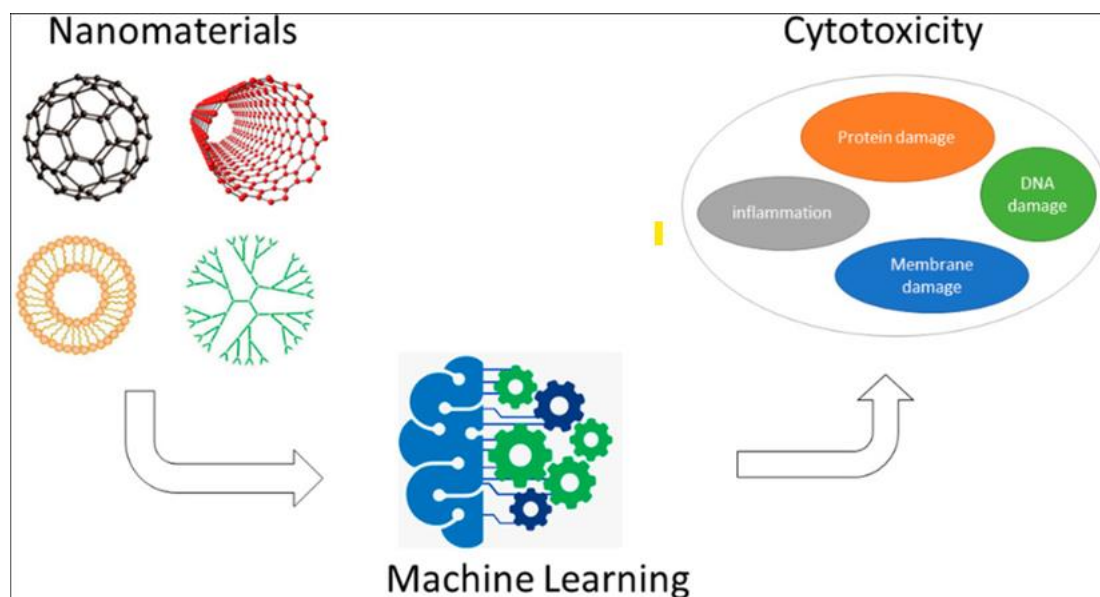 Nanomaterials
Cytotoxicity
Protein damage
DNA
damage
inflammation
Membrane
damage
Machine Learning